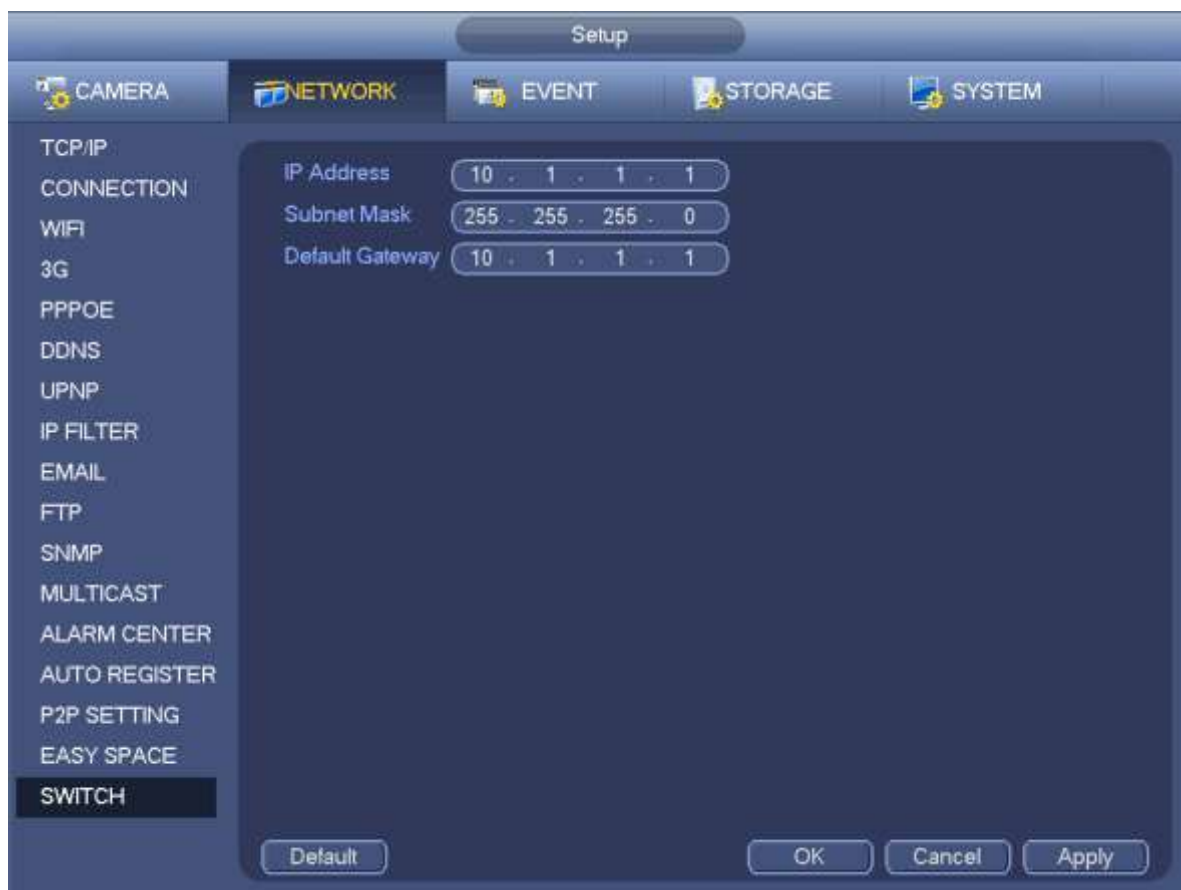 Setup
CAMERA NETWORK EVENT STORAGE SYSTEM
TCP/IP
CONNECTION
WIFI
3G
PPPOE
DDNS
UPNP
IP FILTER
EMAIL
FTP
SNMP
MULTICAST
ALARM CENTER
AUTO REGISTER
P2P SETTING
EASY SPACE
SWITCH
IP Address 10 . 1 . 1 . 1
Subnet Mask 255 . 255 . 255 . 0
Default Gateway 10 . 1 . 1 . 1
Default OK Cancel Apply